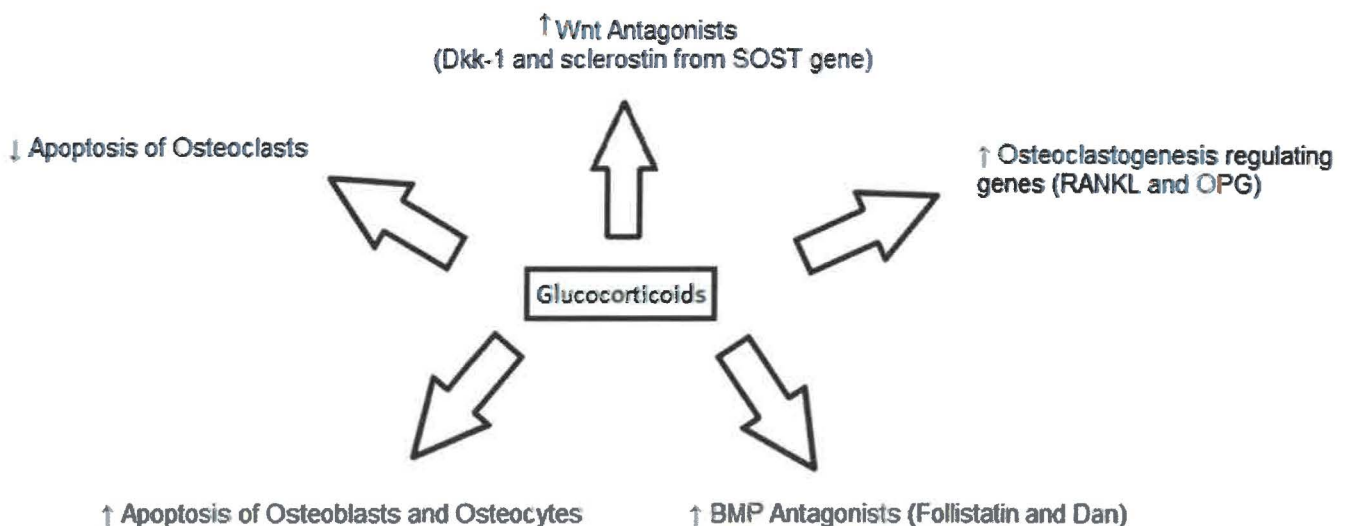 ↑ Wnt Antagonists
(Dkk-1 and sclerostin from SOST gene)
↓ Apoptosis of Osteoclasts
↑ Osteoclastogenesis regulating
genes (RANKL and OPG)
Glucocorticoids
↑ Apoptosis of Osteoblasts and Osteocytes
↑ BMP Antagonists (Follistatin and Dan)